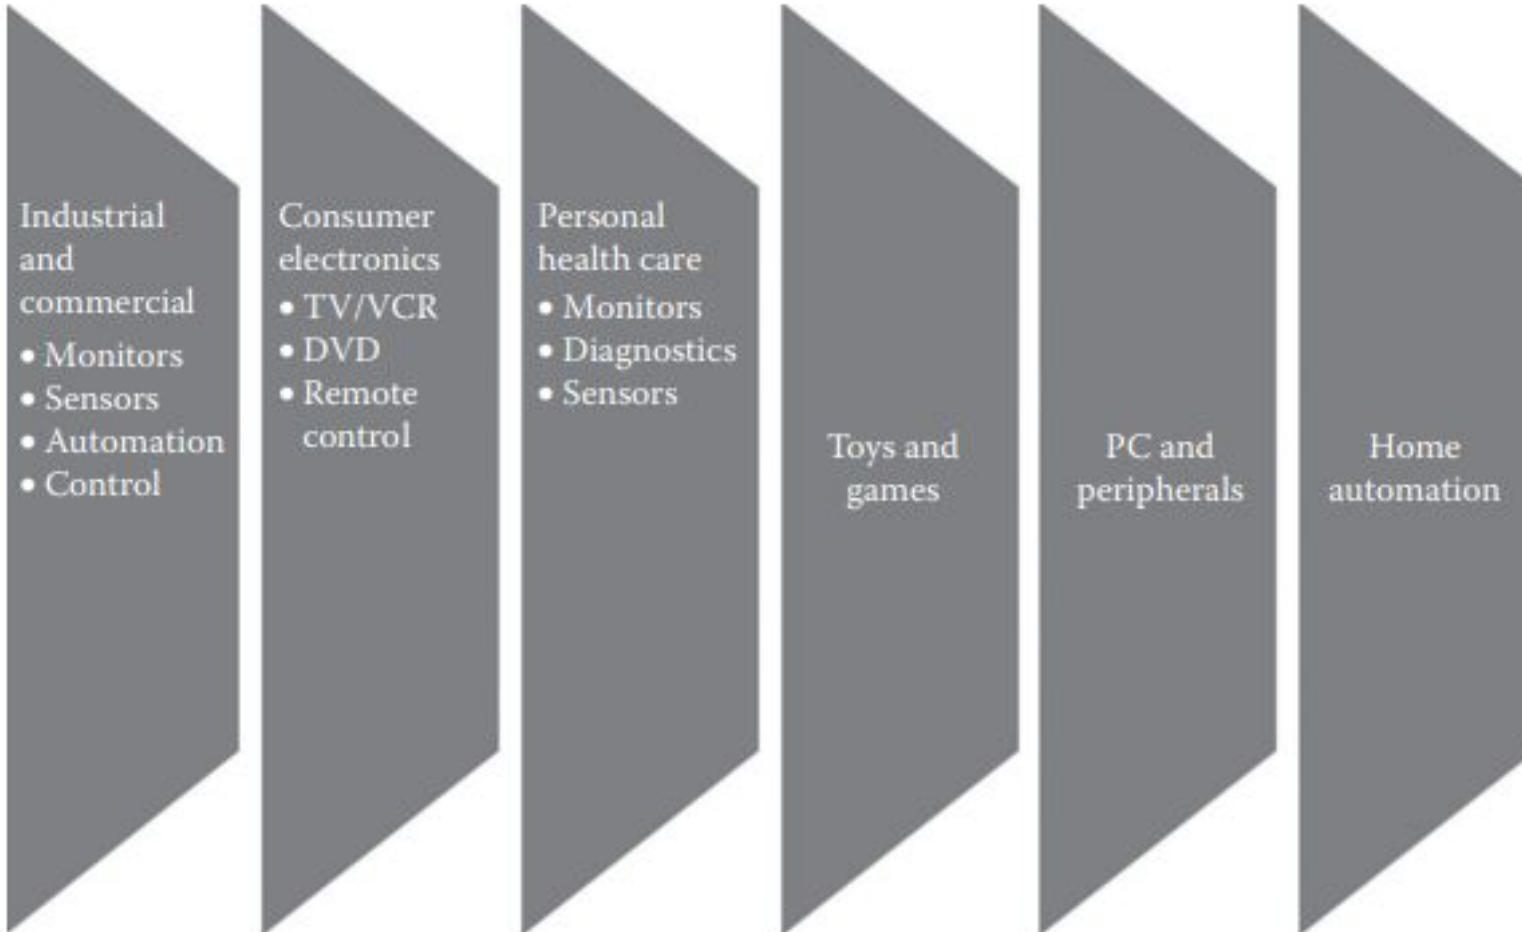 Industrial
and
commercial
• Monitors
• Sensors
• Automation
• Control
Consumer
electronics
• TV/VCR
• DVD
• Remote
control
Personal
health care
• Monitors
• Diagnostics
• Sensors
Toys and
games
PC and
peripherals
Home
automation